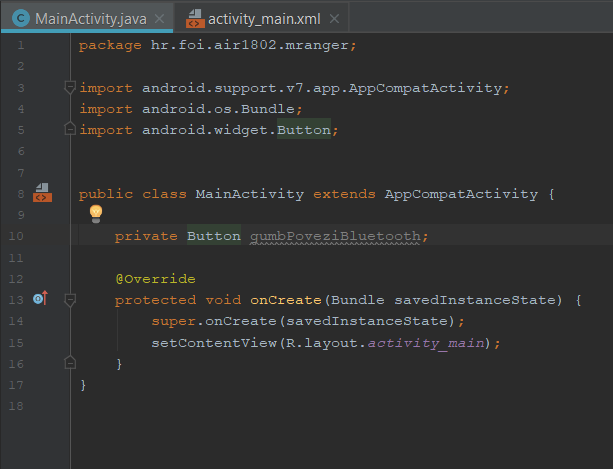 MainActivity.java
activity_main.xml
1 package hr.foi.air1802.mranger;
2
3 import android.support.v7.app.AppCompatActivity;
4 import android.os.Bundle;
5 import android.widget.Button;
6
7
8 public class MainActivity extends AppCompatActivity {
9
10 private Button gumbPoveziBluetooth;
11
12 @Override
13 protected void onCreate(Bundle savedInstanceState) {
14 super.onCreate(savedInstanceState);
15 setContentView(R.layout.activity_main);
16 }
17 }
18